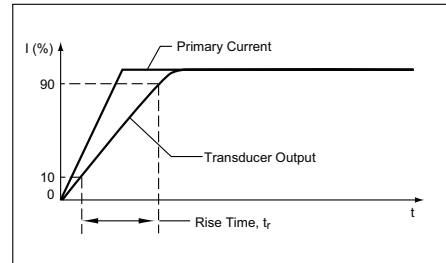 I (%)
Primary Current
90
Transducer Output
10
0
t
Rise Time, tr